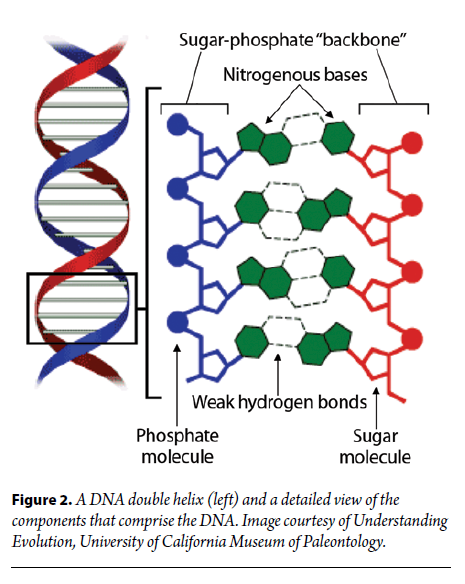 Sugar-phosphate “backbone”
Nitrogenous bases
Weak hydrogen bonds
Phosphate
molecule
Sugar
molecule
Figure 2. A DNA double helix (left) and a detailed view of the
components that comprise the DNA. Image courtesy of Understanding
Evolution, University of California Museum of Paleontology.